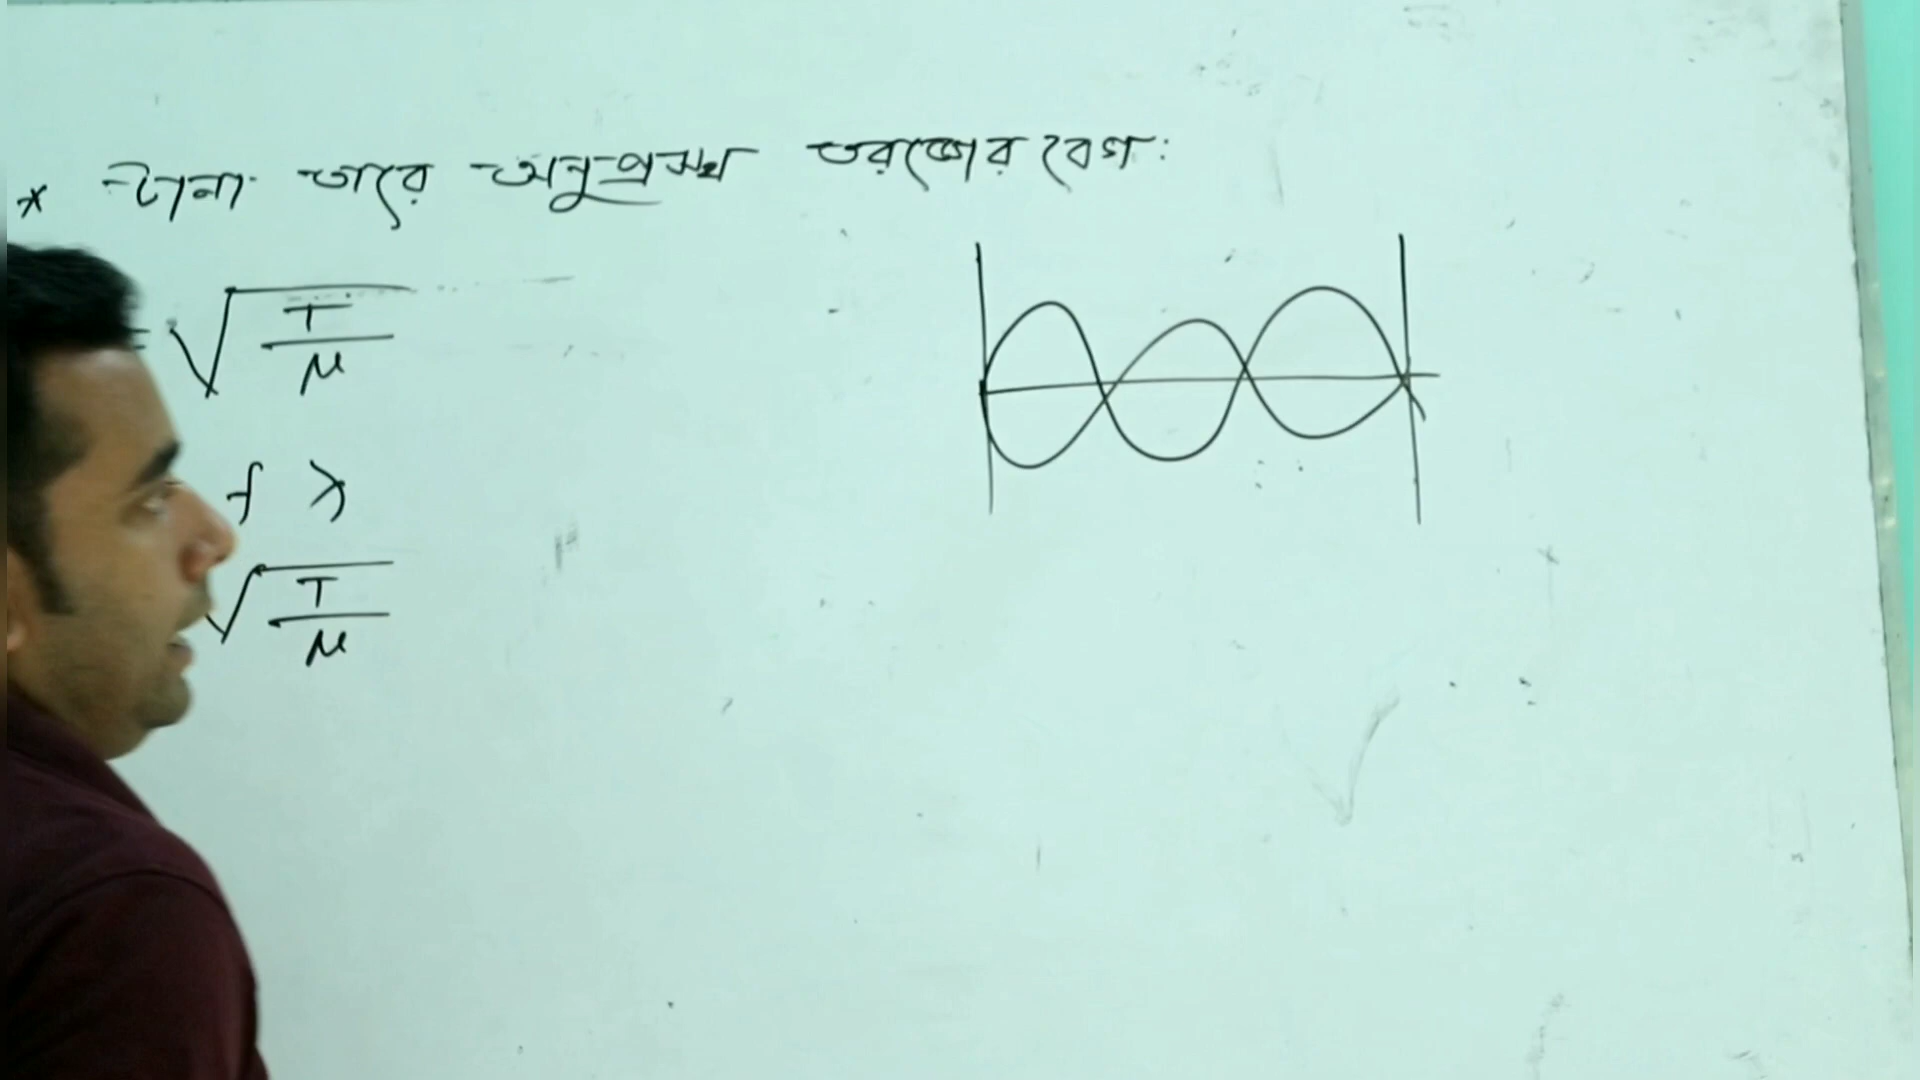 * টানা তারে অনুপ্রস্থ তরঙ্গের বেগ:
= √(T/μ)
f λ
√(T/μ)